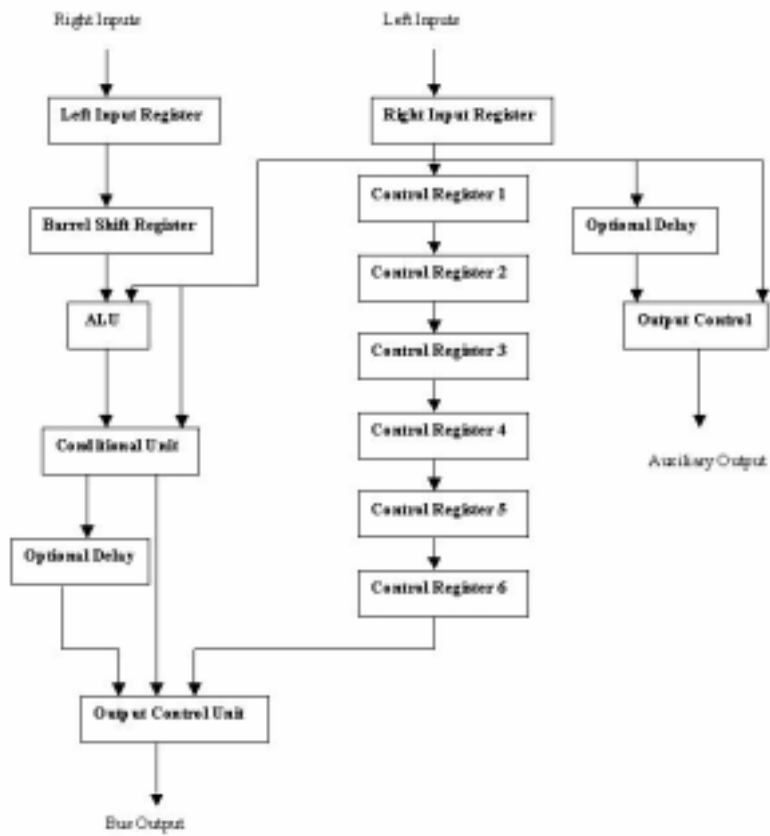 Right Inputs
Left Inputs
Left Input Register
Right Input Register
Control Register 1
Barrel Shift Register
Optional Delay
Control Register 2
ALU
Output Control
Control Register 3
Control Register 4
Conditional Unit
Auxiliary Output
Control Register 5
Optional Delay
Control Register 6
Output Control Unit
Bus Output